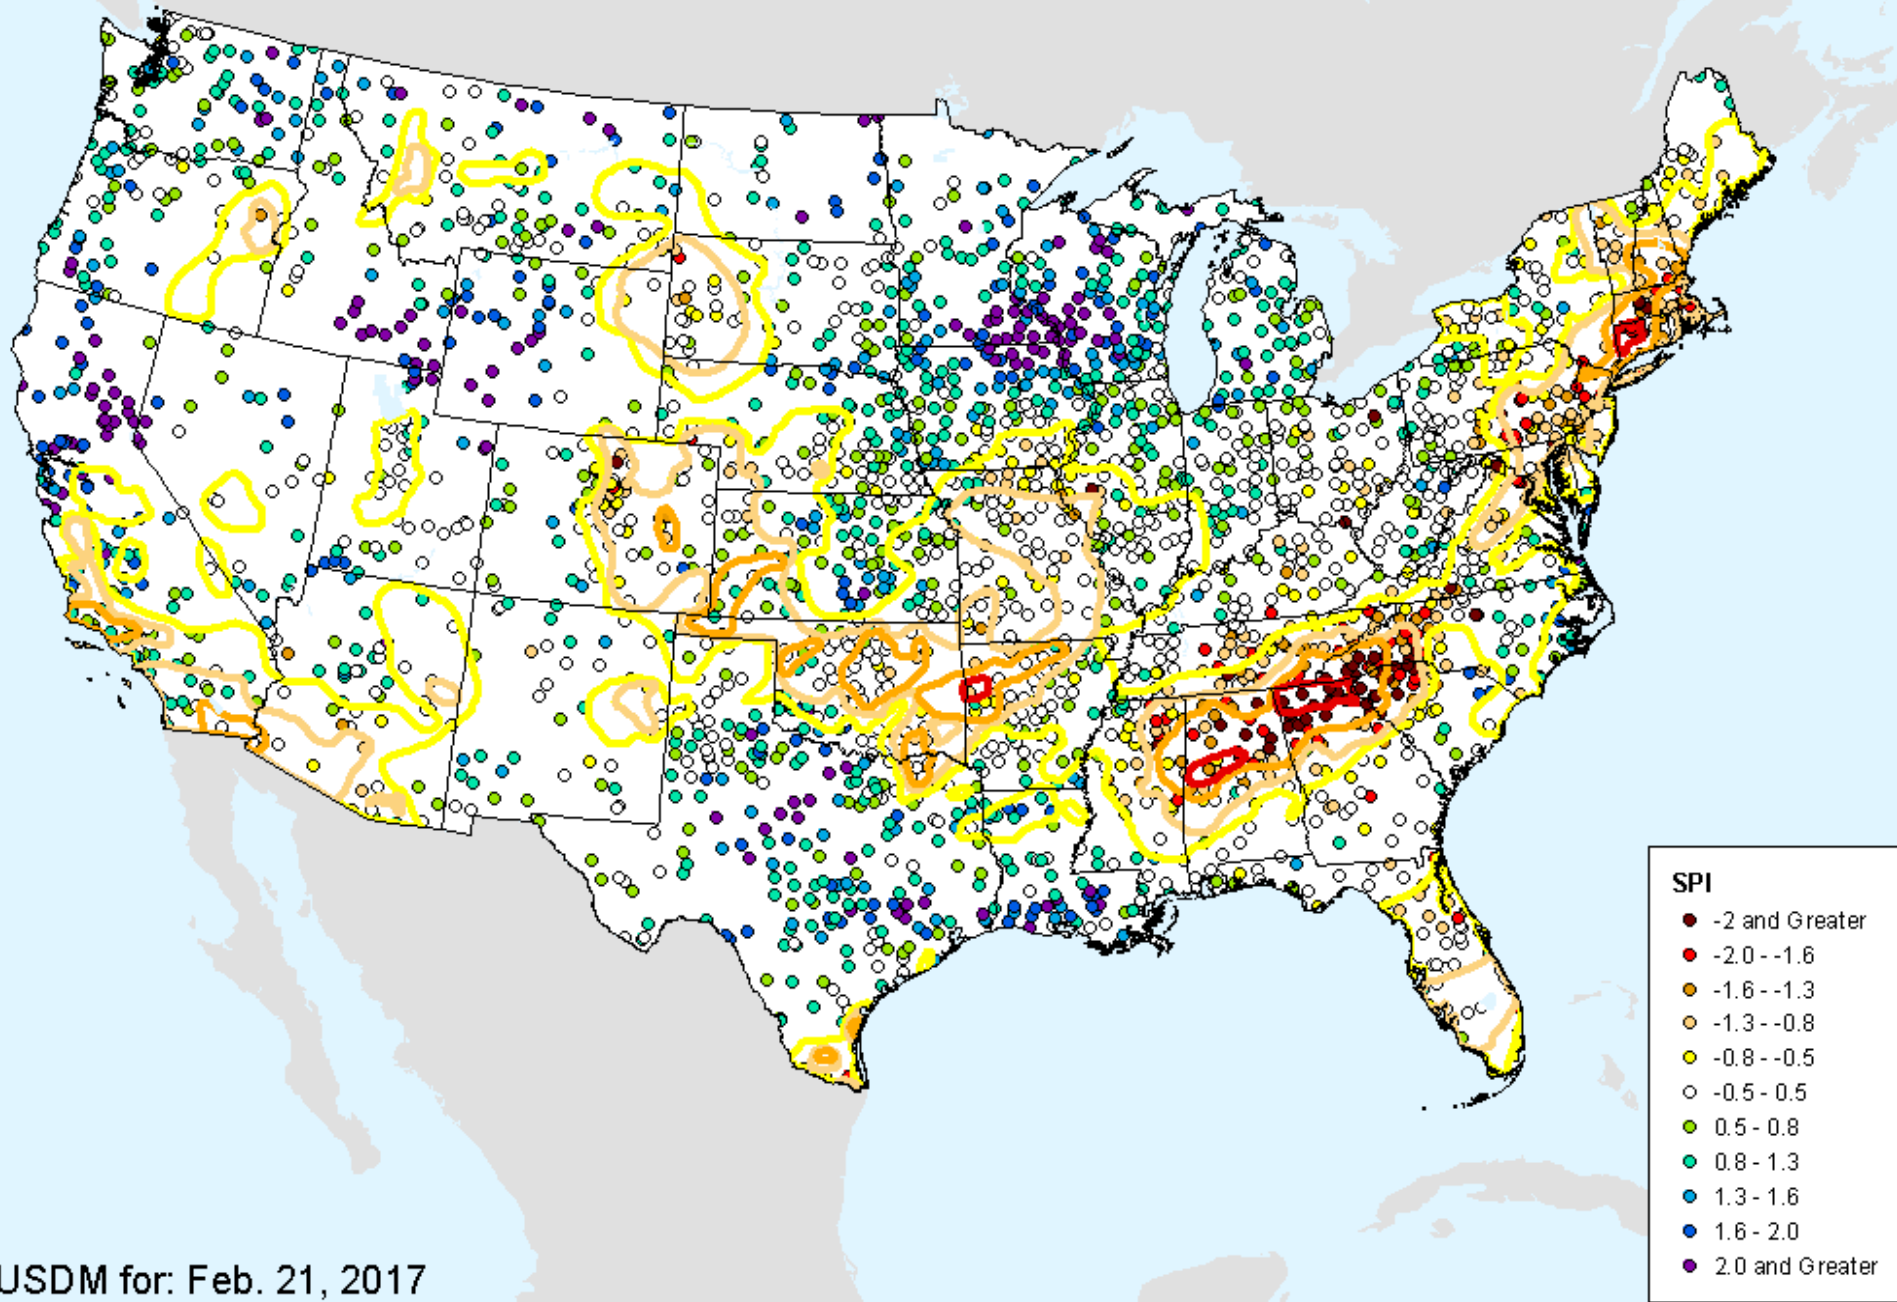 SPI
-2 and Greater
-2.0 - -1.6
-1.6 - -1.3
-1.3 - -0.8
-0.8 - -0.5
-0.5 - 0.5
0.5 - 0.8
0.8 - 1.3
1.3 - 1.6
1.6 - 2.0
2.0 and Greater
USDM for: Feb. 21, 2017